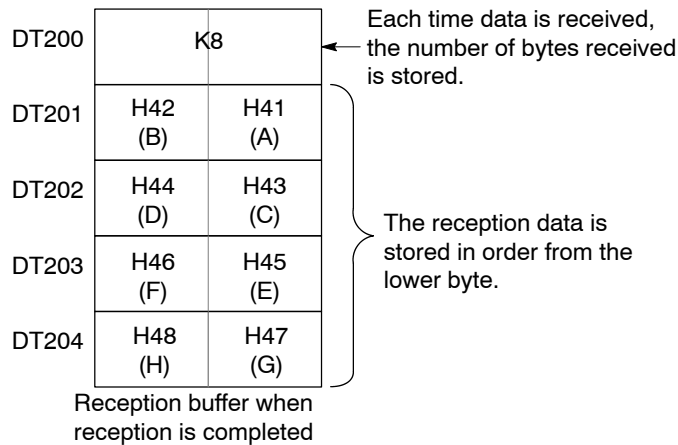 DT200 K8
Each time data is received,
the number of bytes received
is stored.
DT201 H42 H41
(B) (A)
DT202 H44 H43
(D) (C)
The reception data is
stored in order from the
lower byte.
DT203 H46 H45
(F) (E)
DT204 H48 H47
(H) (G)
Reception buffer when
reception is completed